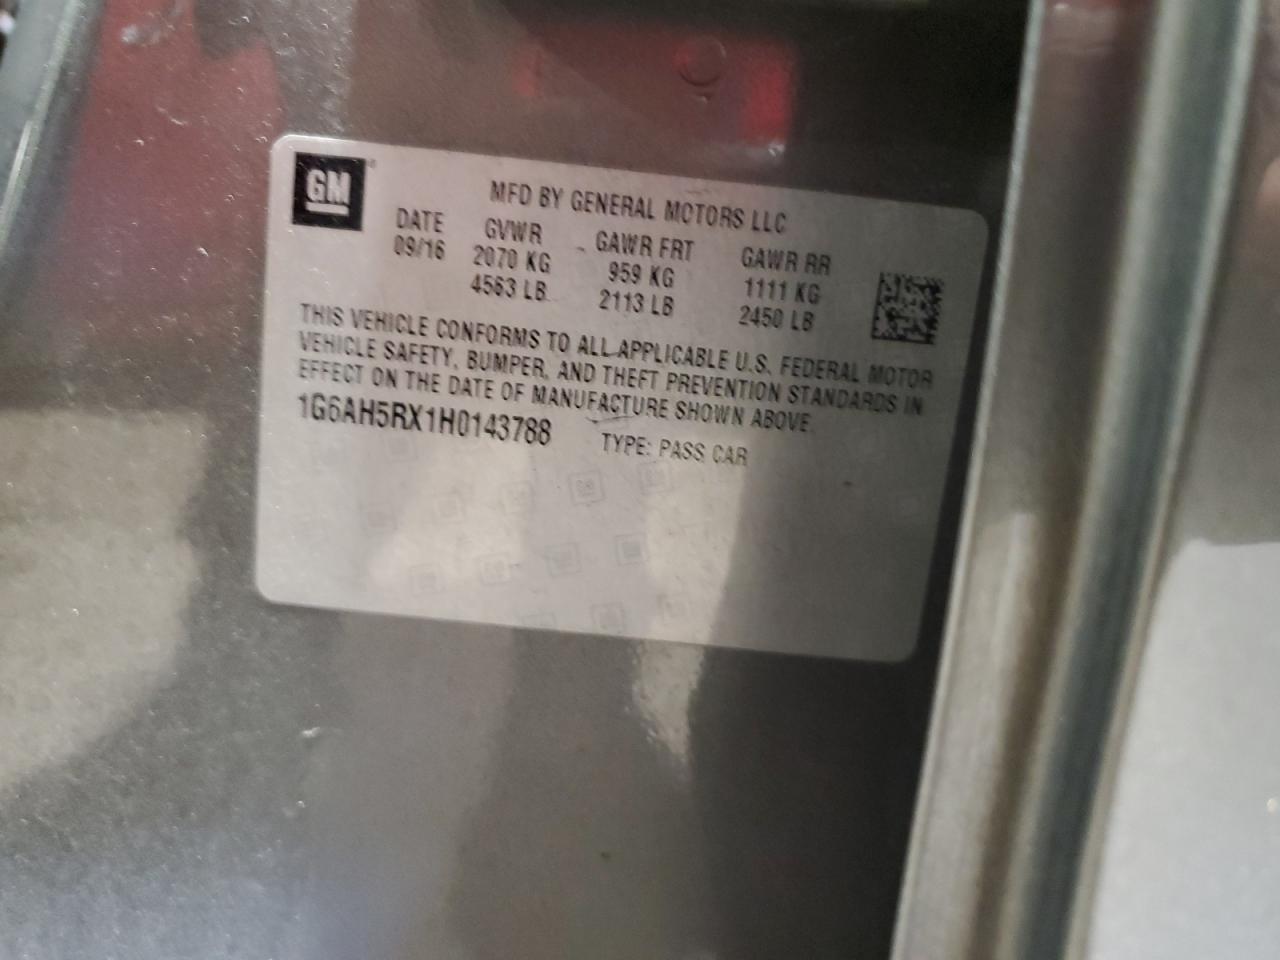 GM
MFD BY GENERAL MOTORS LLC
DATE GVWR GAWR FRT GAWR RR
09/16 2070 KG 959 KG 1111 KG
4563 LB 2113 LB 2450 LB
THIS VEHICLE CONFORMS TO ALL APPLICABLE U.S. FEDERAL MOTOR
VEHICLE SAFETY, BUMPER, AND THEFT PREVENTION STANDARDS IN
EFFECT ON THE DATE OF MANUFACTURE SHOWN ABOVE.
1G6AH5RX1H0143788 TYPE: PASS CAR